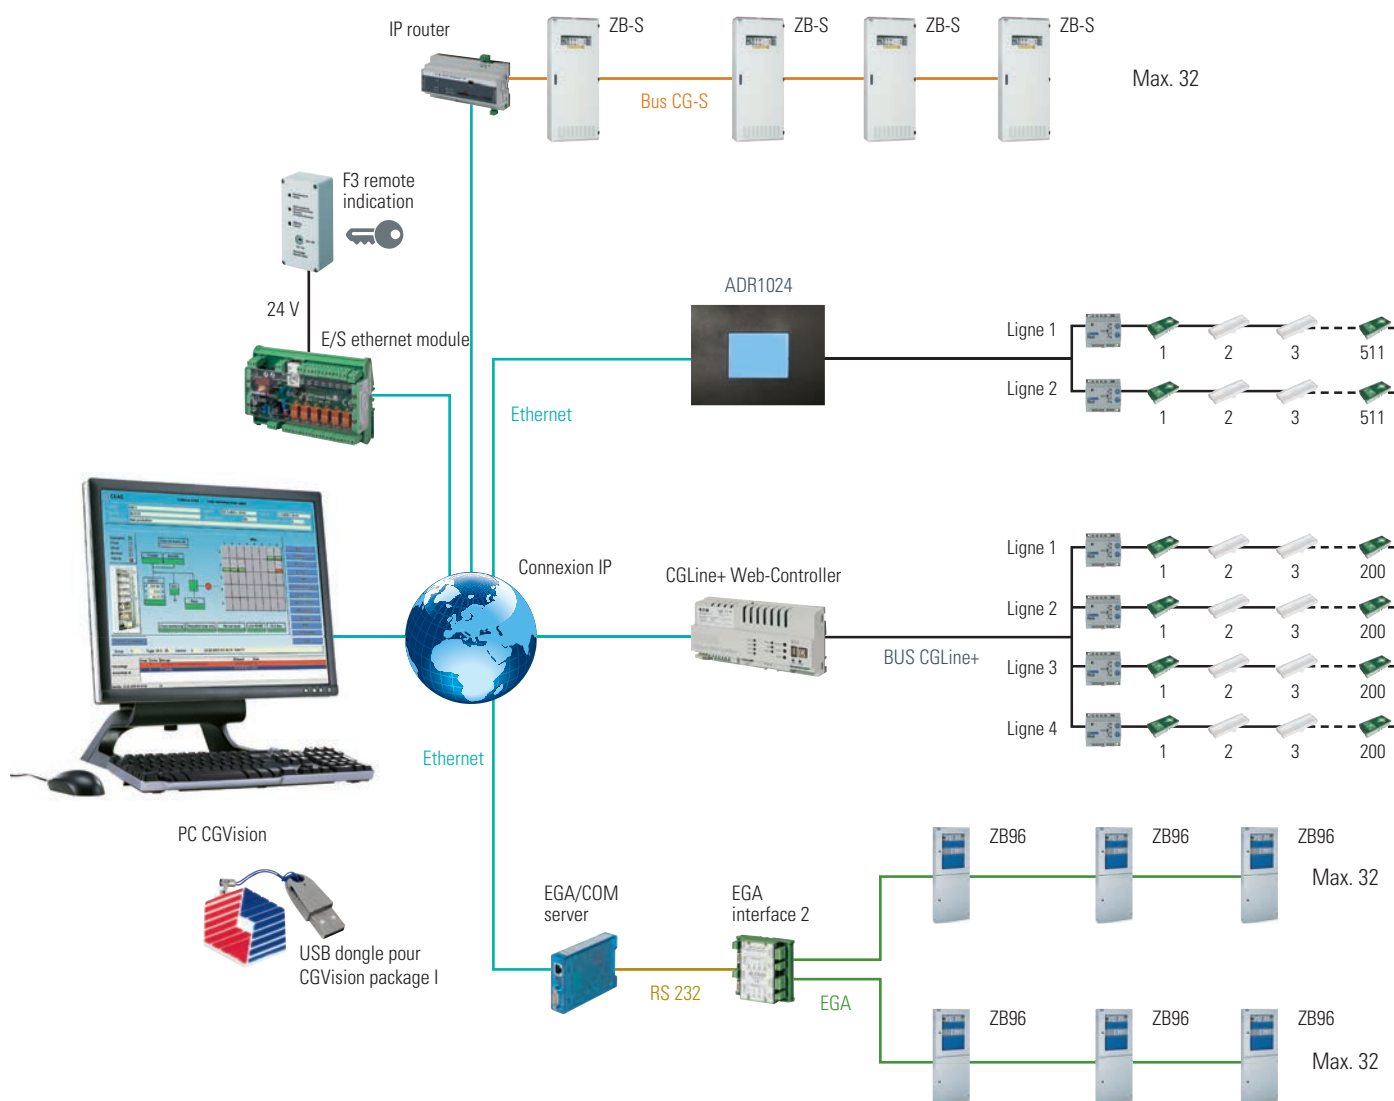 IP router
ZB-S
ZB-S
ZB-S
ZB-S
Max. 32
Bus CG-S
F3 remote
indication
24 V
E/S ethernet module
ADR1024
Ethernet
Ligne 1
1
2
3
511
Ligne 2
1
2
3
511
CEAG
Connexion IP
CGLine+ Web-Controller
BUS CGLine+
Ligne 1
1
2
3
200
Ligne 2
1
2
3
200
Ligne 3
1
2
3
200
Ligne 4
1
2
3
200
Ethernet
PC CGVision
USB dongle pour
CGVision package I
EGA/COM
server
RS 232
EGA
interface 2
EGA
ZB96
ZB96
ZB96
Max. 32
ZB96
ZB96
ZB96
Max. 32